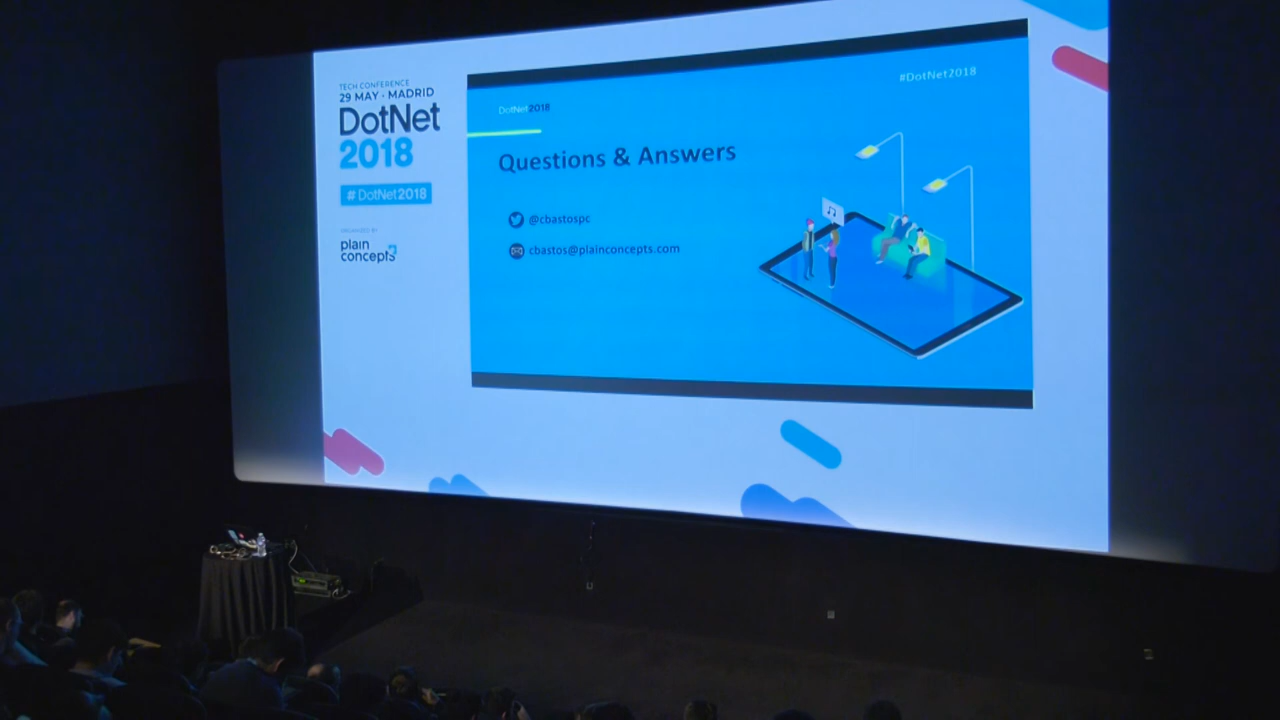 TECH CONFERENCE
29 MAY · MADRID
DotNet
2018
# DotNet2018
ORGANIZED BY
plain
concepts
#DotNet2018
DotNet2018
Questions & Answers
@cbastospc
cbastos@plainconcepts.com